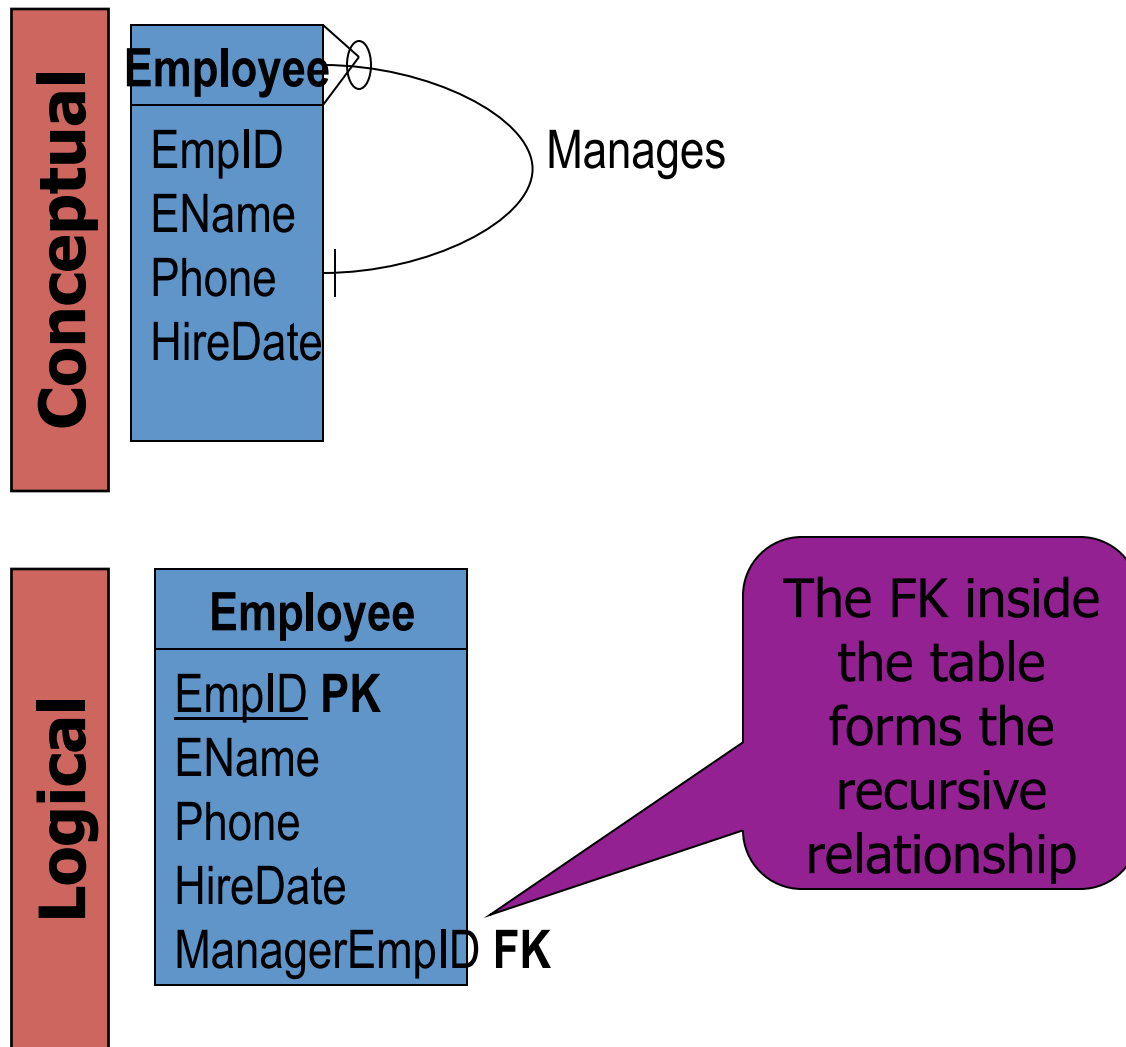 Conceptual
Employee
EmpID
EName
Phone
HireDate
Manages
Logical
Employee
EmpID PK
EName
Phone
HireDate
ManagerEmpID FK
The FK inside
the table
forms the
recursive
relationship